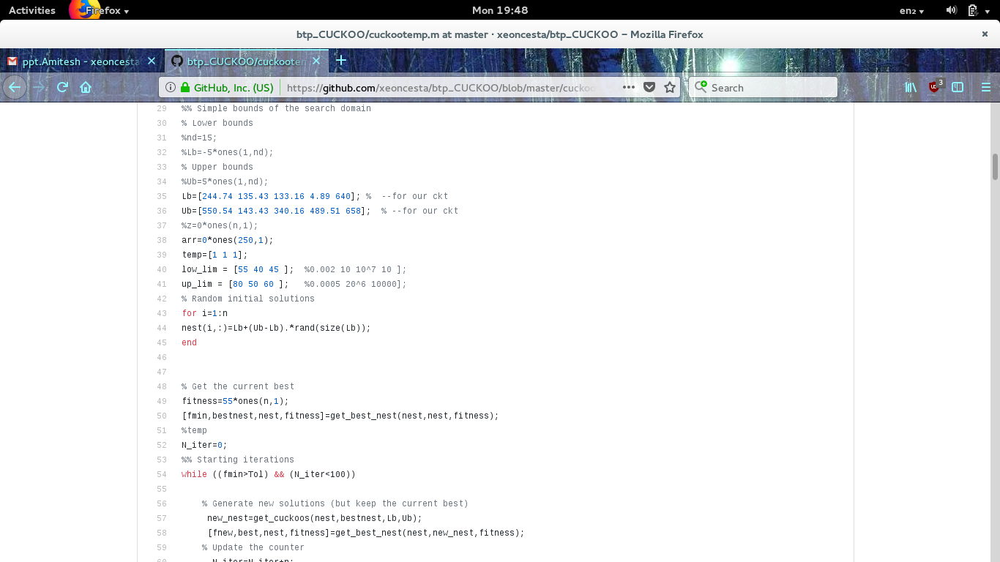 Activities Firefox Mon 19:48 en₂
btp_CUCKOO/cuckootemp.m at master · xeoncesta/btp_CUCKOO – Mozilla Firefox
ppt.Amitesh - xeoncesta btp_CUCKOO/cuckootem
GitHub, Inc. (US) https://github.com/xeoncesta/btp_CUCKOO/blob/master/cuckoo Search 3
29 %% Simple bounds of the search domain
30 % Lower bounds
31 %nd=15;
32 %Lb=-5*ones(1,nd);
33 % Upper bounds
34 %Ub=5*ones(1,nd);
35 Lb=[244.74 135.43 133.16 4.89 640]; %  --for our ckt
36 Ub=[550.54 143.43 340.16 489.51 658];  % --for our ckt
37 %z=0*ones(n,1);
38 arr=0*ones(250,1);
39 temp=[1 1 1];
40 low_lim = [55 40 45 ];  %0.002 10 10^7 10 ];
41 up_lim = [80 50 60 ];   %0.0005 20^6 10000];
42 % Random initial solutions
43 for i=1:n
44 nest(i,:)=Lb+(Ub-Lb).*rand(size(Lb));
45 end
46
47
48 % Get the current best
49 fitness=55*ones(n,1);
50 [fmin,bestnest,nest,fitness]=get_best_nest(nest,nest,fitness);
51 %temp
52 N_iter=0;
53 %% Starting iterations
54 while ((fmin>Tol) && (N_iter<100))
55
56 % Generate new solutions (but keep the current best)
57 new_nest=get_cuckoos(nest,bestnest,Lb,Ub);
58 [fnew,best,nest,fitness]=get_best_nest(nest,new_nest,fitness);
59 % Update the counter
60 N_iter=N_iter+n;